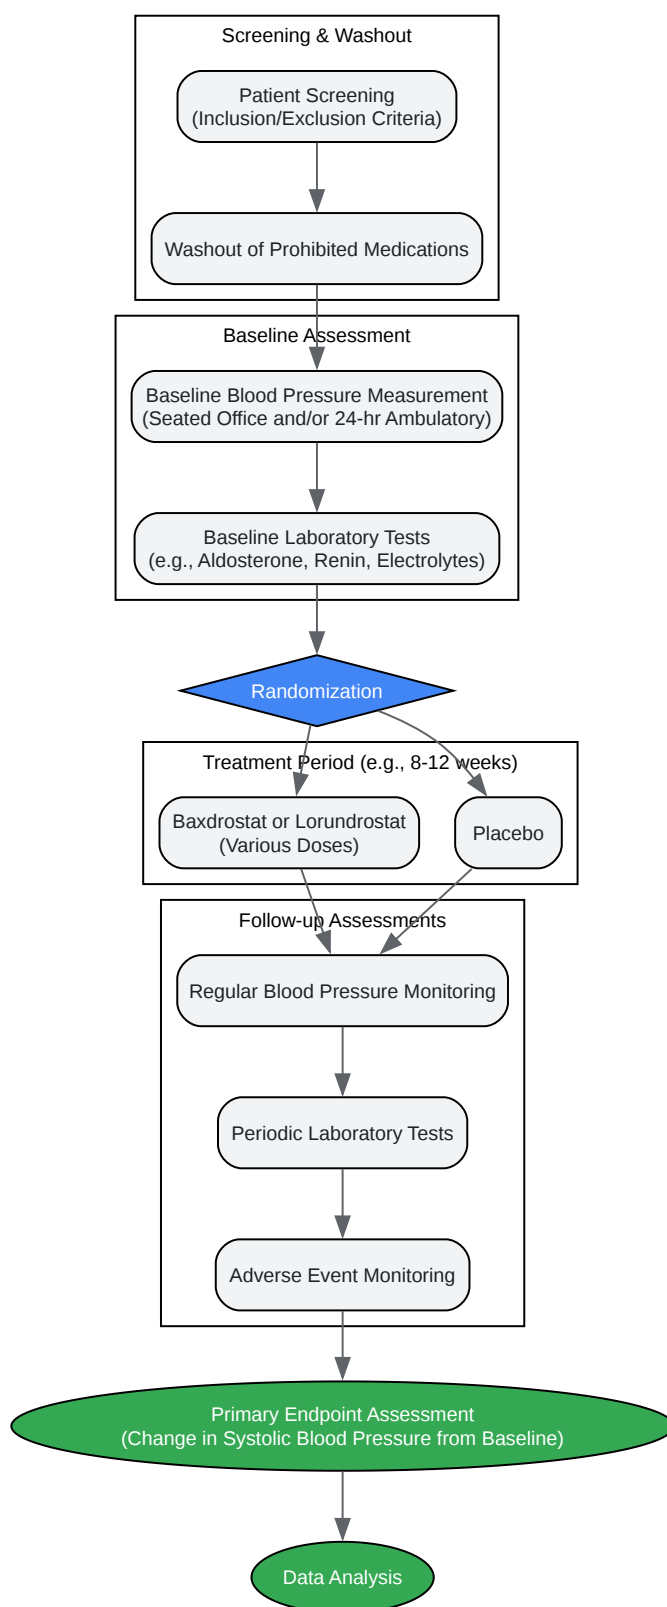 Screening & Washout
Patient Screening
(Inclusion/Exclusion Criteria)
Washout of Prohibited Medications
Baseline Assessment
Baseline Blood Pressure Measurement
(Seated Office and/or 24-hr Ambulatory)
Baseline Laboratory Tests
(e.g., Aldosterone, Renin, Electrolytes)
Randomization
Treatment Period (e.g., 8-12 weeks)
Baxdrostat or Lorundrostat
(Various Doses)
Placebo
Follow-up Assessments
Regular Blood Pressure Monitoring
Periodic Laboratory Tests
Adverse Event Monitoring
Primary Endpoint Assessment
(Change in Systolic Blood Pressure from Baseline)
Data Analysis